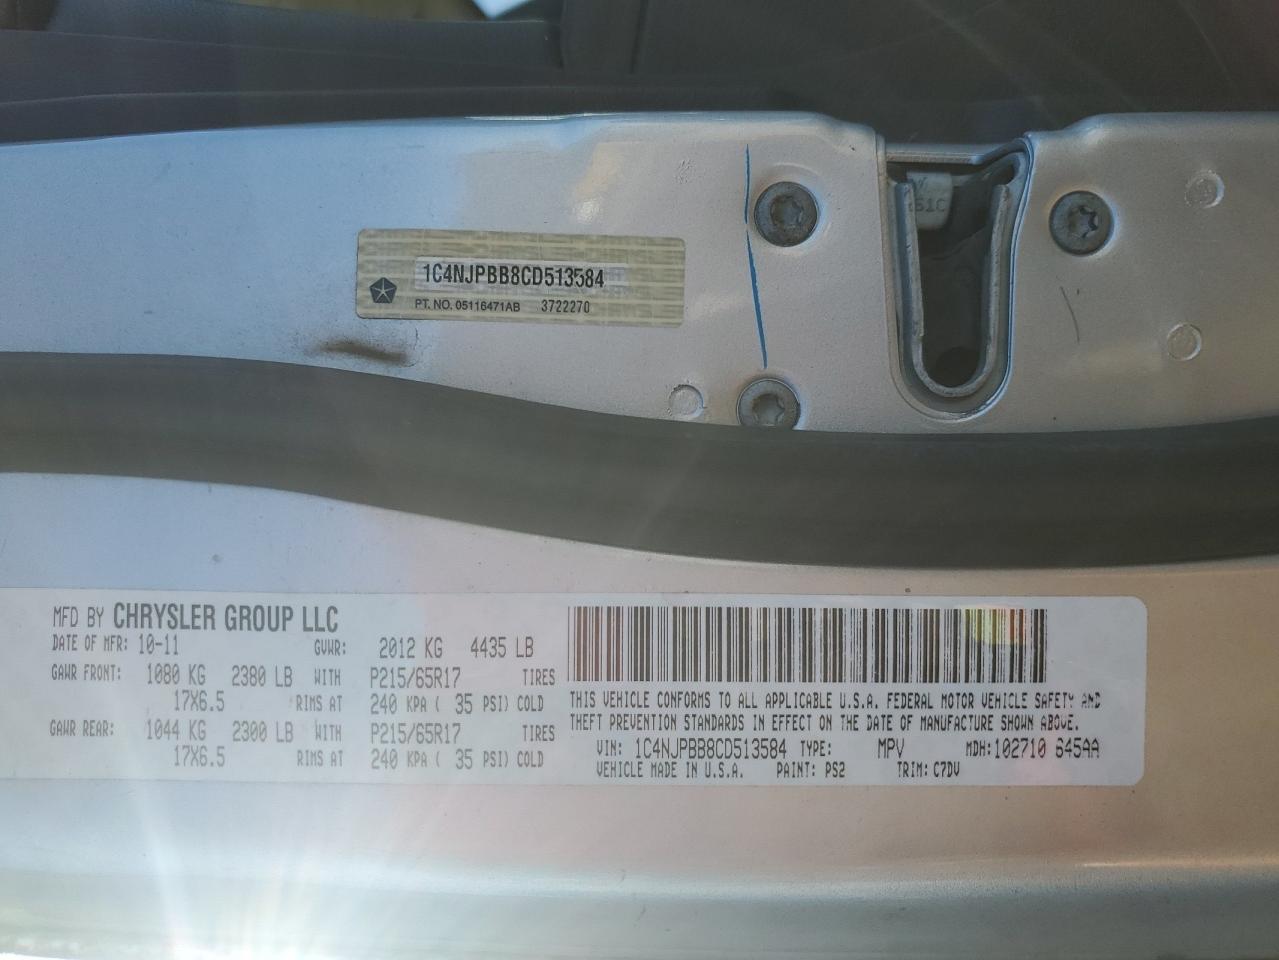 51C
1C4NJPBB8CD513584
PT. NO. 05116471AB 3722270
MFD BY CHRYSLER GROUP LLC
DATE OF MFR: 10-11 GVWR: 2012 KG 4435 LB
GAWR FRONT: 1080 KG 2380 LB WITH P215/65R17 TIRES
17X6.5 RIMS AT 240 KPA ( 35 PSI) COLD
GAWR REAR: 1044 KG 2300 LB WITH P215/65R17 TIRES
17X6.5 RIMS AT 240 KPA ( 35 PSI) COLD
THIS VEHICLE CONFORMS TO ALL APPLICABLE U.S.A. FEDERAL MOTOR VEHICLE SAFETY AND
THEFT PREVENTION STANDARDS IN EFFECT ON THE DATE OF MANUFACTURE SHOWN ABOVE.
VIN: 1C4NJPBB8CD513584 TYPE: MPV MDH: 102710 645AA
VEHICLE MADE IN U.S.A. PAINT: PS2 TRIM: C7DV